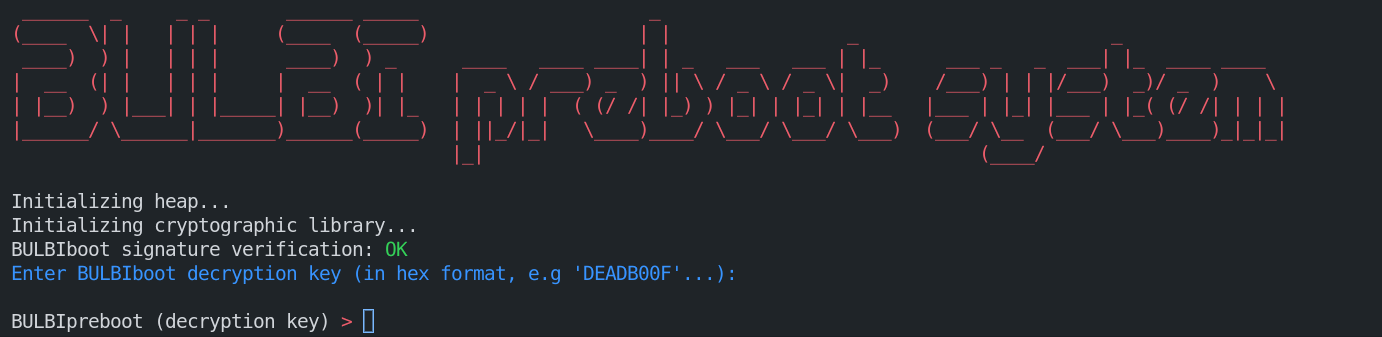 BULBI preboot system
Initializing heap...
Initializing cryptographic library...
BULBIboot signature verification: OK
Enter BULBIboot decryption key (in hex format, e.g 'DEADB00F'...):
BULBIpreboot (decryption key) >